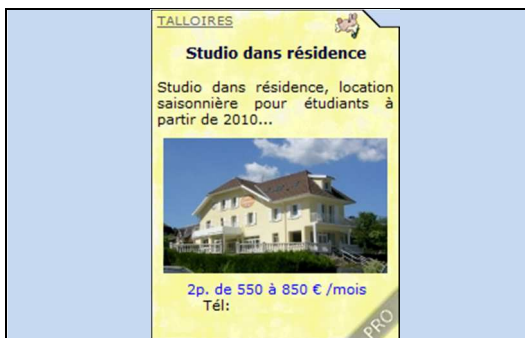 TALLOIRES
Studio dans résidence
Studio dans résidence, location
saisonnière pour étudiants à
partir de 2010...
2p. de 550 à 850 € /mois
Tél:
PRO